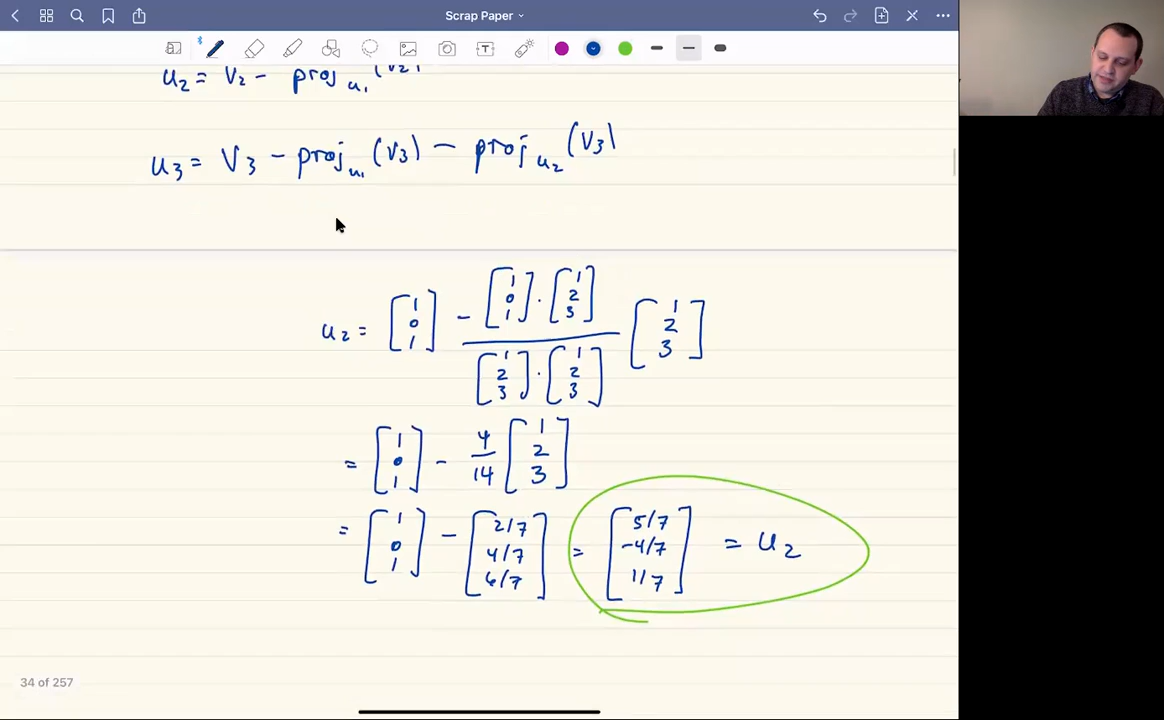 Scrap Paper
u₂ = v₂ - proj u₁ (v₂)
u₃ = v₃ - proj u₁ (v₃) - proj u₂ (v₃)
u₂ = [1 0 1] - [1 0 1] · [1 2 3] / [1 2 3] · [1 2 3] [1 2 3]
= [1 0 1] - 4/14 [1 2 3]
= [1 0 1] - [2/7 4/7 6/7] = [5/7 -4/7 1/7] = u₂
34 of 257